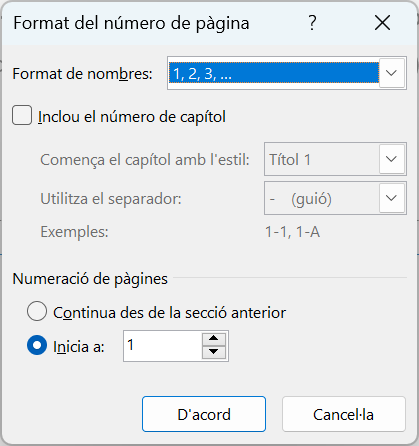 Format del número de pàgina ?
Format de nombres: 1, 2, 3, ...
Inclou el número de capítol
Comença el capítol amb l'estil: Títol 1
Utilitza el separador: - (guió)
Exemples: 1-1, 1-A
Numeració de pàgines
Continua des de la secció anterior
Inicia a: 1
D'acord Cancel·la